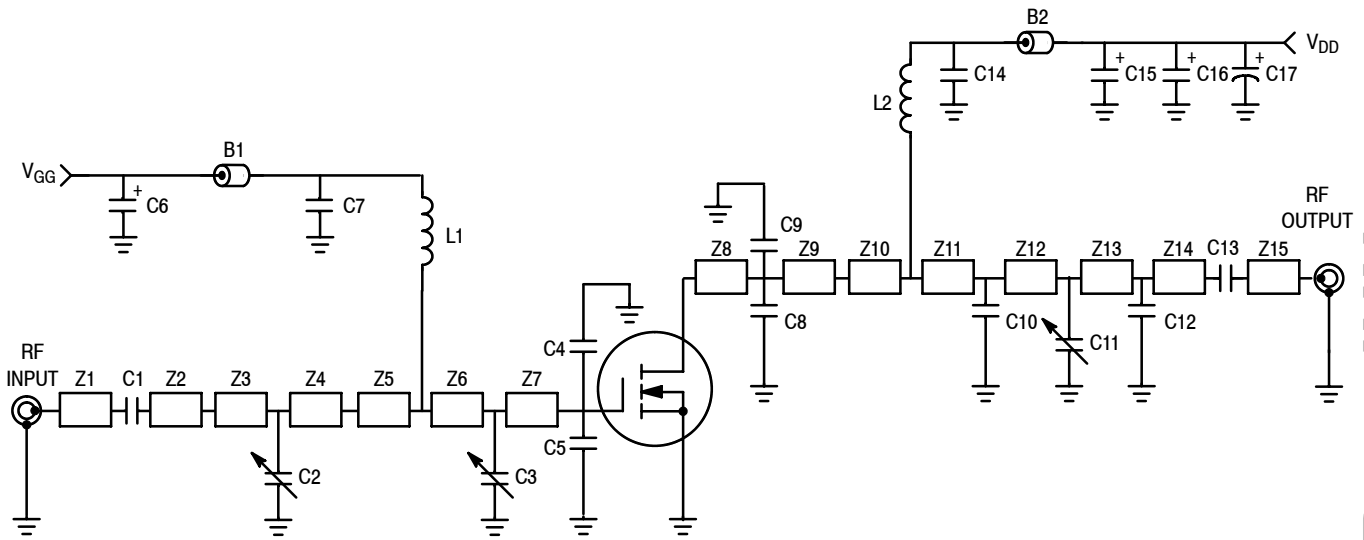 B2
V_DD
+
+
+
C14
C15
C16
C17
L2
B1
V_GG
+
C6
C7
L1
RF
OUTPUT
C9
Z8
Z9
Z10
Z11
Z12
Z13
Z14
C13
Z15
C8
C10
C11
C12
RF
INPUT
C4
Z1
C1
Z2
Z3
Z4
Z5
Z6
Z7
C5
C2
C3